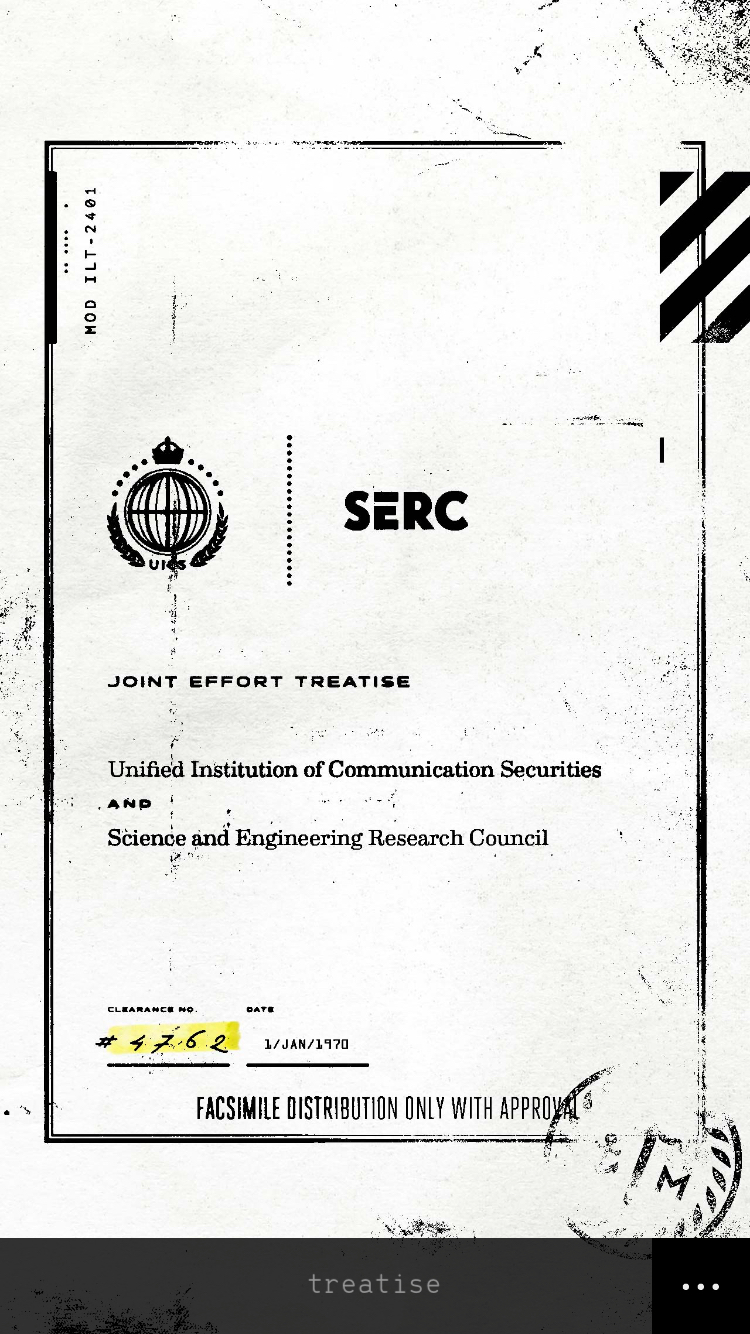 MOD ILT-2401
UICS
SERC
JOINT EFFORT TREATISE
Unified Institution of Communication Securities
AND
Science and Engineering Research Council
CLEARANCE NO. DATE
# 4762 1/JAN/1970
FACSIMILE DISTRIBUTION ONLY WITH APPROVAL
M
treatise